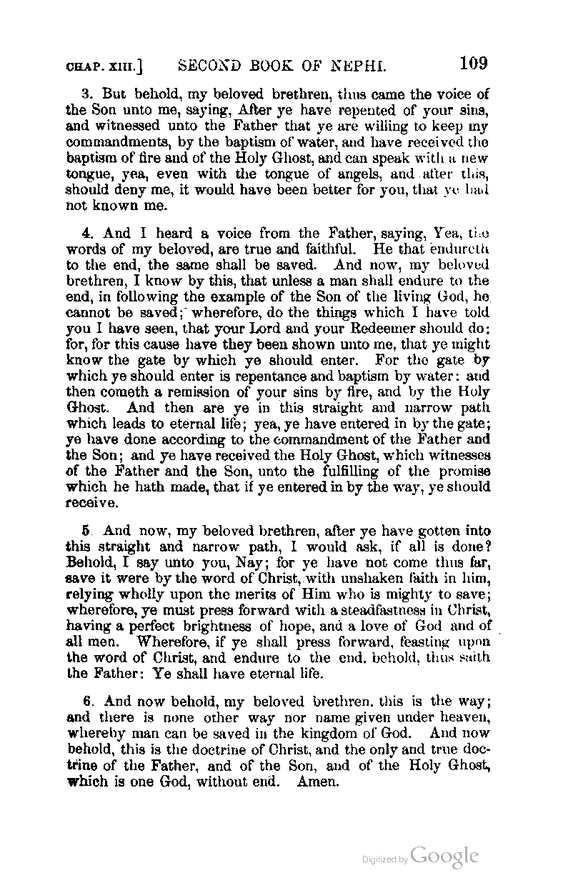 CHAP. XIII.] SECOND BOOK OF NEPHI. 109
3. But behold, my beloved brethren, thus came the voice of
the Son unto me, saying, After ye have repented of your sins,
and witnessed unto the Father that ye are willing to keep my
commandments, by the baptism of water, and have received the
baptism of fire and of the Holy Ghost, and can speak with a new
tongue, yea, even with the tongue of angels, and after this,
should deny me, it would have been better for you, that ye had
not known me.
4. And I heard a voice from the Father, saying, Yea, the
words of my beloved, are true and faithful. He that endureth
to the end, the same shall be saved. And now, my beloved
brethren, I know by this, that unless a man shall endure to the
end, in following the example of the Son of the living God, he
cannot be saved; wherefore, do the things which I have told
you I have seen, that your Lord and your Redeemer should do:
for, for this cause have they been shown unto me, that ye might
know the gate by which ye should enter. For the gate by
which ye should enter is repentance and baptism by water: and
then cometh a remission of your sins by fire, and by the Holy
Ghost. And then are ye in this straight and narrow path
which leads to eternal life; yea, ye have entered in by the gate;
ye have done according to the commandment of the Father and
the Son; and ye have received the Holy Ghost, which witnesses
of the Father and the Son, unto the fulfilling of the promise
which he hath made, that if ye entered in by the way, ye should
receive.
5 And now, my beloved brethren, after ye have gotten into
this straight and narrow path, I would ask, if all is done?
Behold, I say unto you, Nay; for ye have not come thus far,
save it were by the word of Christ, with unshaken faith in him,
relying wholly upon the merits of Him who is mighty to save;
wherefore, ye must press forward with a steadfastness in Christ,
having a perfect brightness of hope, and a love of God and of
all men. Wherefore, if ye shall press forward, feasting upon
the word of Christ, and endure to the end, behold, thus saith
the Father: Ye shall have eternal life.
6. And now behold, my beloved brethren, this is the way;
and there is none other way nor name given under heaven,
whereby man can be saved in the kingdom of God. And now
behold, this is the doctrine of Christ, and the only and true doc-
trine of the Father, and of the Son, and of the Holy Ghost,
which is one God, without end. Amen.
Digitized by Google